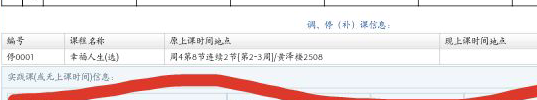 调、停（补）课信息：
编号 课程名称 原上课时间地点 现上课时间地点
停0001 幸福人生(选) 周4第8节连续2节[第2-3周]/黄泽楼2508
实践课(或无上课时间)信息：